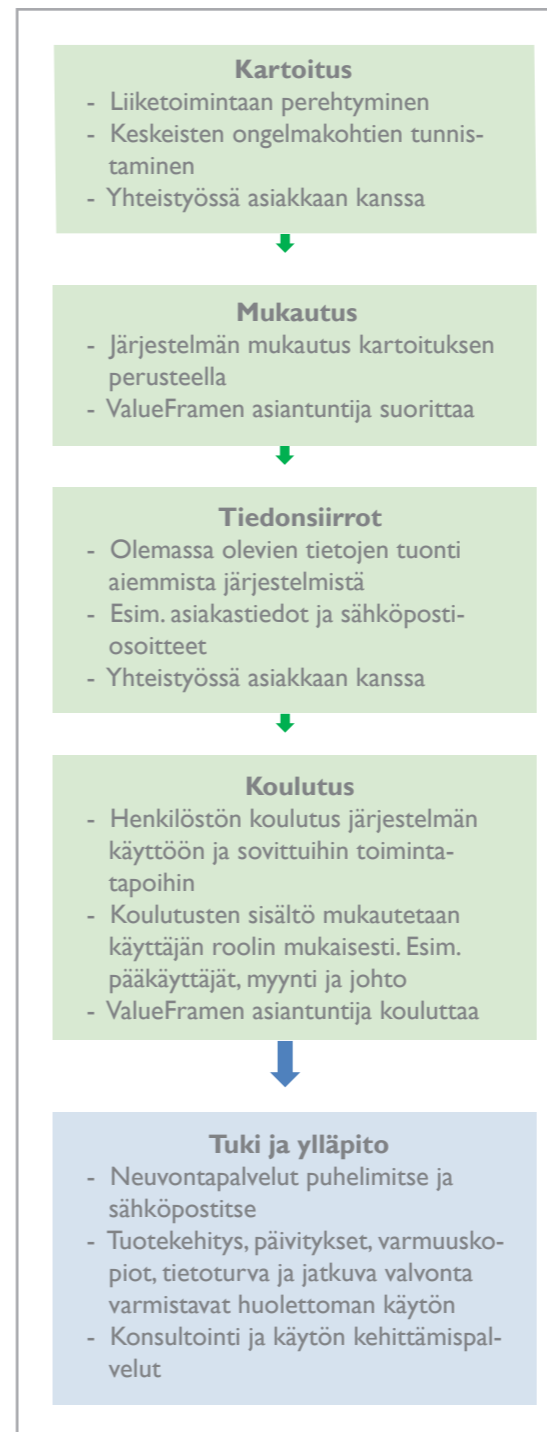 Kartoitus
- Liiketoimintaan perehtyminen
- Keskeisten ongelmakohtien tunnis-
taminen
- Yhteistyössä asiakkaan kanssa
Mukautus
- Järjestelmän mukautus kartoituksen
perusteella
- ValueFramen asiantuntija suorittaa
Tiedonsiirrot
- Olemassa olevien tietojen tuonti
aiemmista järjestelmistä
- Esim. asiakastiedot ja sähköposti-
osoitteet
- Yhteistyössä asiakkaan kanssa
Koulutus
- Henkilöstön koulutus järjestelmän
käyttöön ja sovittuihin toiminta-
tapoihin
- Koulutusten sisältö mukautetaan
käyttäjän roolin mukaisesti. Esim.
pääkäyttäjät, myynti ja johto
- ValueFramen asiantuntija kouluttaa
Tuki ja ylläpito
- Neuvontapalvelut puhelimitse ja
sähköpostitse
- Tuotekehitys, päivitykset, varmuusko-
piot, tietoturva ja jatkuva valvonta
varmistavat huolettoman käytön
- Konsultointi ja käytön kehittämispal-
velut